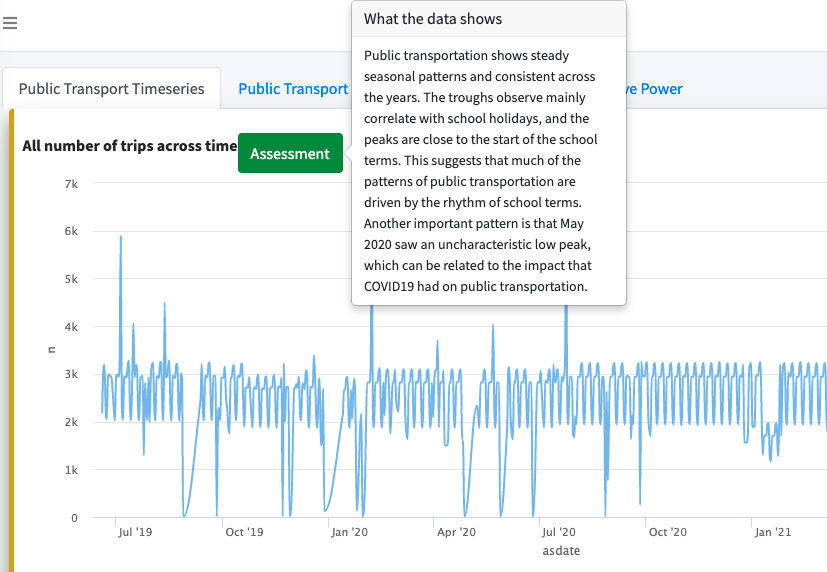 What the data shows
Public transportation shows steady
seasonal patterns and consistent across
the years. The troughs observe mainly
correlate with school holidays, and the
peaks are close to the start of the school
terms. This suggests that much of the
patterns of public transportation are
driven by the rhythm of school terms.
Another important pattern is that May
2020 saw an uncharacteristic low peak,
which can be related to the impact that
COVID19 had on public transportation.
Public Transport Timeseries
Public Transport
ve Power
All number of trips across time
Assessment
7k
6k
5k
4k
3k
2k
1k
0
n
Jul '19
Oct '19
Jan '20
Apr '20
Jul '20
Oct '20
Jan '21
asdate